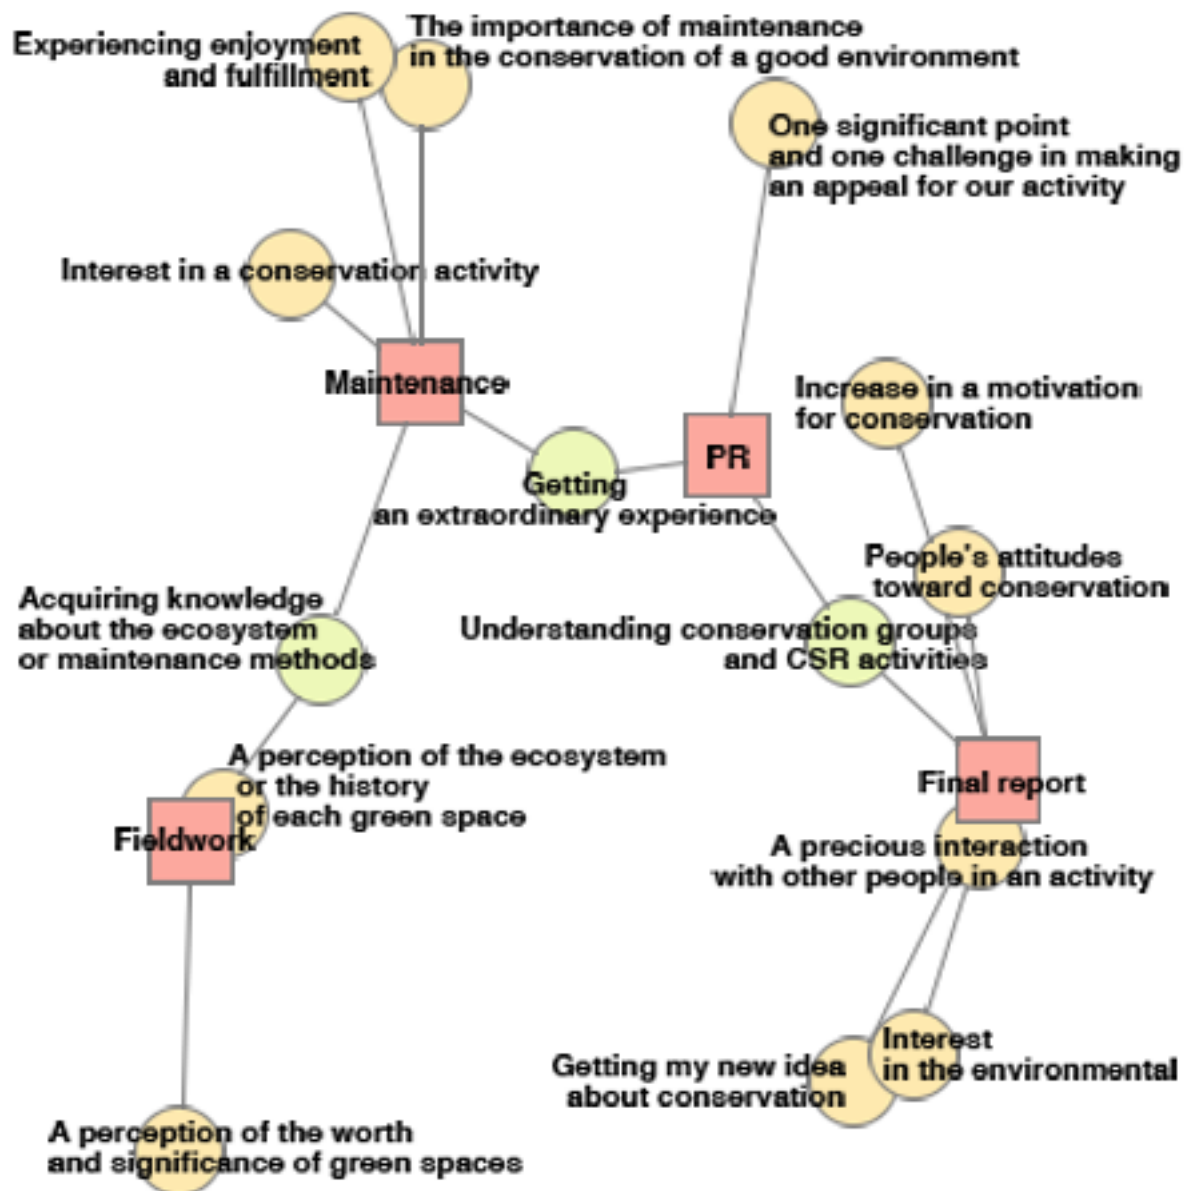 Experiencing enjoyment
and fulfillment
The importance of maintenance
in the conservation of a good environment
One significant point
and one challenge in making
an appeal for our activity
Interest in a conservation activity
Maintenance
Increase in a motivation
for conservation
PR
Getting
an extraordinary experience
People's attitudes
toward conservation
Acquiring knowledge
about the ecosystem
or maintenance methods
Understanding conservation groups
and CSR activities
A perception of the ecosystem
or the history
of each green space
Fieldwork
Final report
A precious interaction
with other people in an activity
Getting my new idea
about conservation
Interest
in the environmental
A perception of the worth
and significance of green spaces